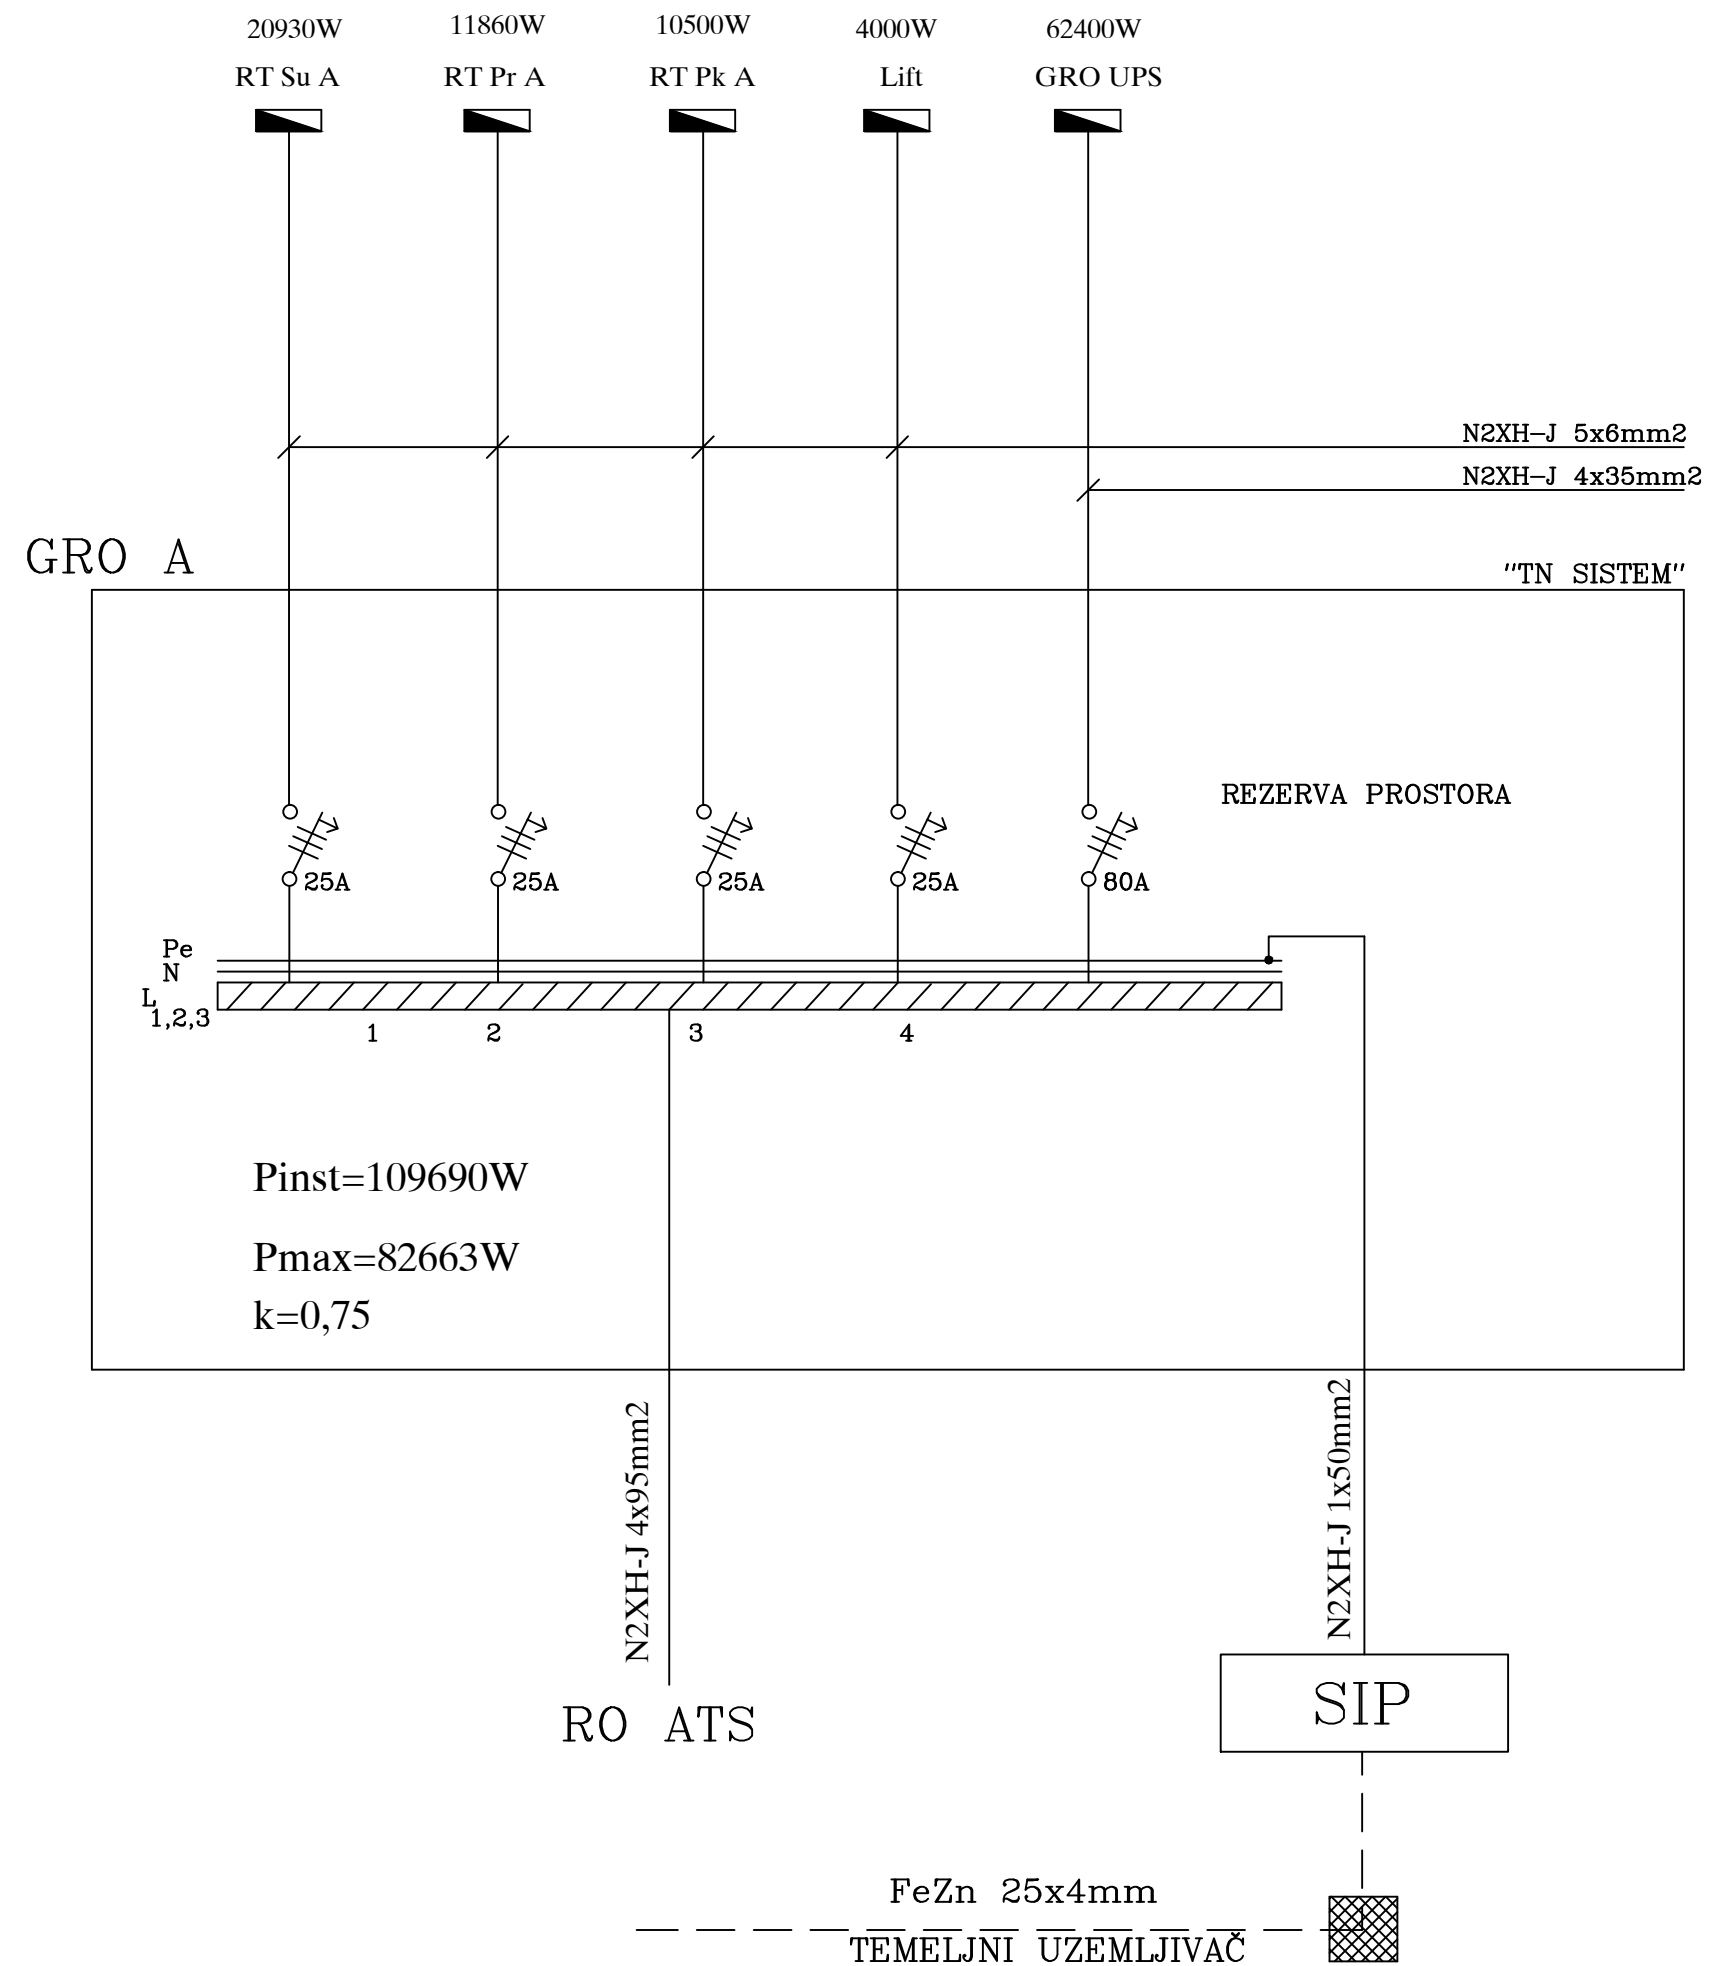 20930W 11860W 10500W 4000W 62400W
RT Su A RT Pr A RT Pk A Lift GRO UPS
N2XH-J 5x6mm2
N2XH-J 4x35mm2
GRO A
"TN SISTEM"
REZERVA PROSTORA
25A 25A 25A 25A 80A
Pe
N
L
1,2,3
1 2 3 4
Pinst=109690W
Pmax=82663W
k=0,75
N2XH-J 4x95mm2
N2XH-J 1x50mm2
RO ATS
SIP
FeZn 25x4mm
TEMELJNI UZEMLJIVAČ